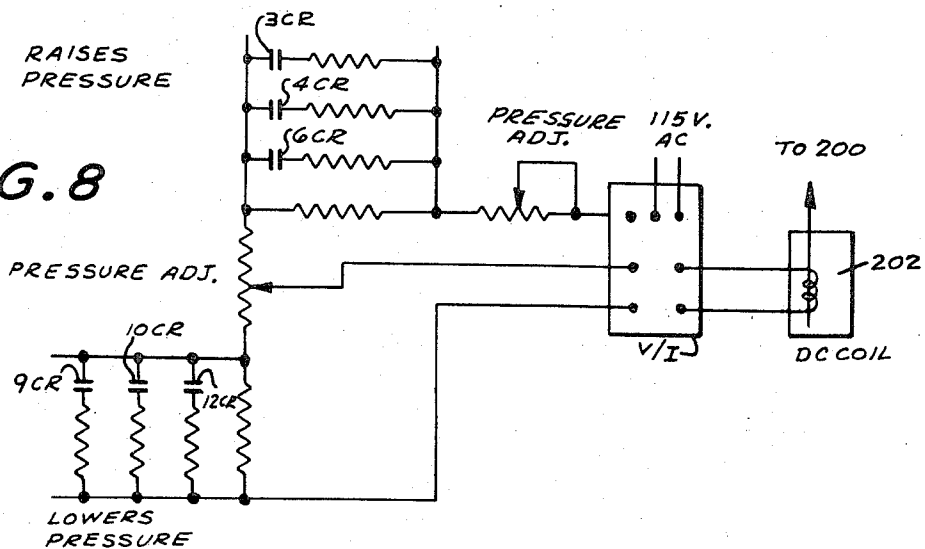 3CR
RAISES
PRESSURE
4CR
6CR
PRESSURE
ADJ.
115V.
AC
TO 200
G.8
PRESSURE ADJ.
202
10CR
9CR
12CR
V/I
DC COIL
LOWERS
PRESSURE